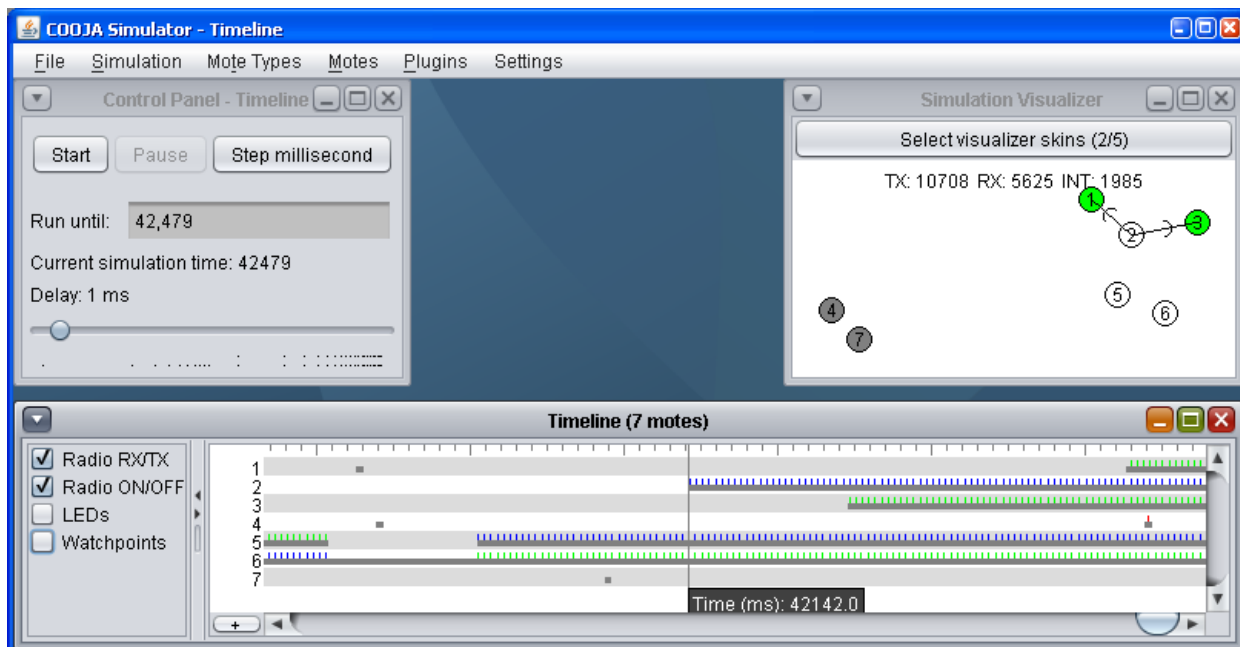 COOJA Simulator - Timeline
File Simulation Mote Types Motes Plugins Settings
Control Panel - Timeline
Start Pause Step millisecond
Run until: 42,479
Current simulation time: 42479
Delay: 1 ms
Simulation Visualizer
Select visualizer skins (2/5)
TX: 10708 RX: 5625 INT: 1985
1
2
3
5
6
4
7
Timeline (7 motes)
Radio RX/TX
Radio ON/OFF
LEDs
Watchpoints
1
2
3
4
5
6
7
Time (ms): 42142.0
+